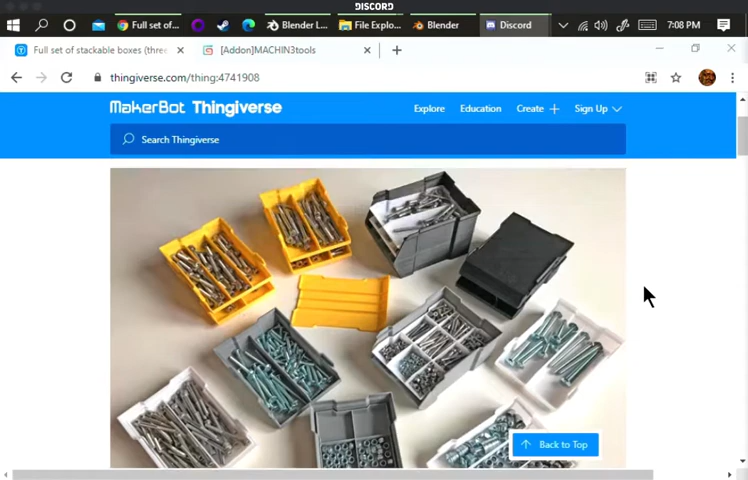 DISCORD
Full set of...
Blender L...
File Explo...
Blender
Discord
7:08 PM
Full set of stackable boxes (three
[Addon]MACHIN3tools
thingiverse.com/thing:4741908
MakerBot Thingiverse
Explore
Education
Create
Sign Up
Search Thingiverse
Back to Top